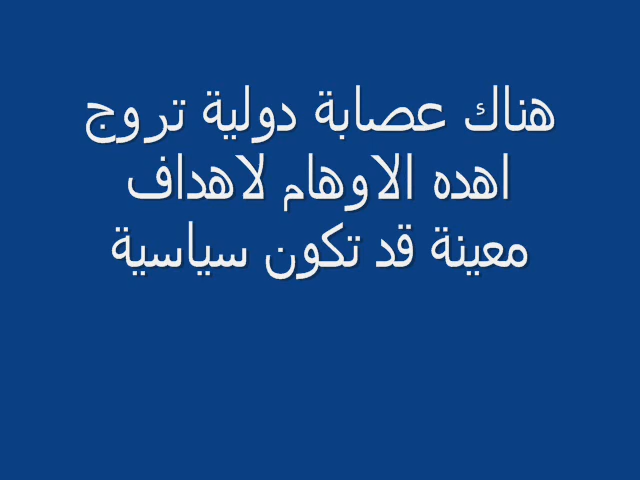 هناك عصابة دولية تروج
اهده الاوهام لاهداف
معينة قد تكون سياسية